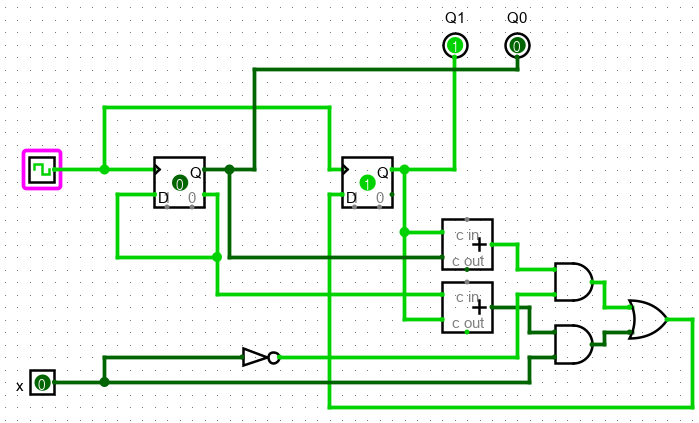 Q1 Q0
1 0
Q Q
0 1
D 0 D 0
c in
+
c out
c in
+
c out
x 0